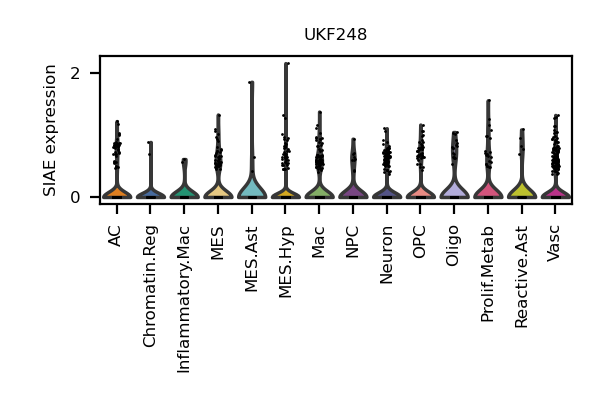 UKF248
SIAE expression
2
0
AC
Chromatin.Reg
Inflammatory.Mac
MES
MES.Ast
MES.Hyp
Mac
NPC
Neuron
OPC
Oligo
Prolif.Metab
Reactive.Ast
Vasc